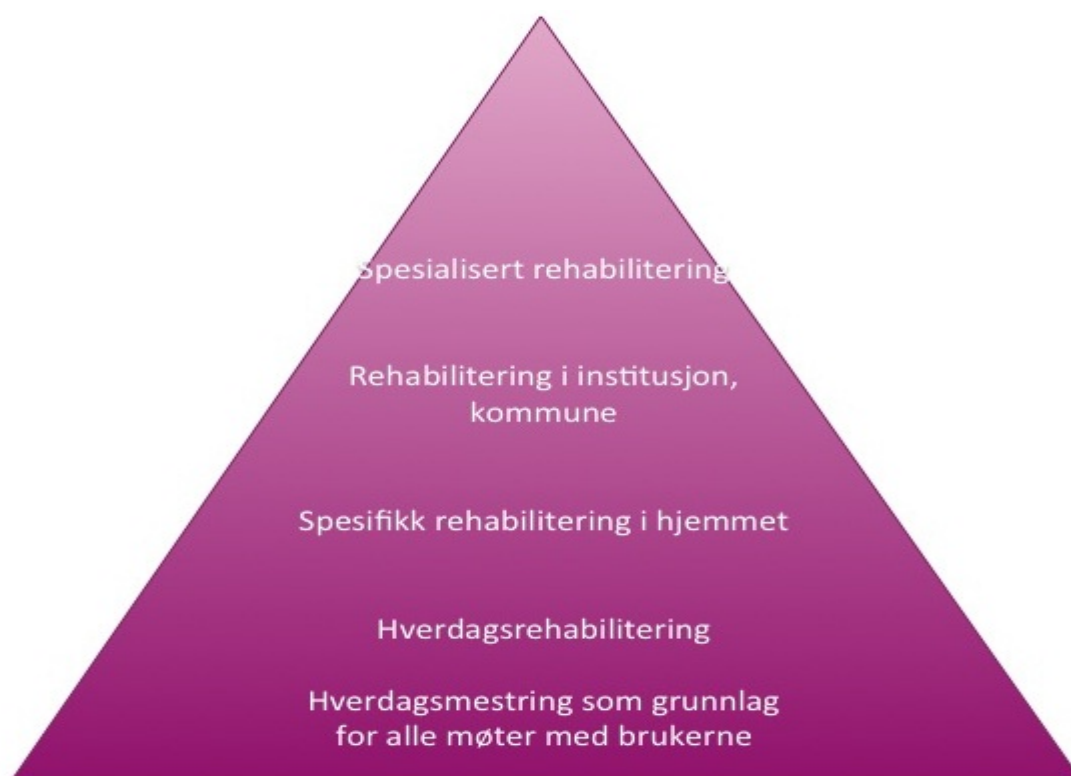 Spesialisert rehabilitering
Rehabilitering i institusjon,
kommune
Spesifikk rehabilitering i hjemmet
Hverdagsrehabilitering
Hverdagsmestring som grunnlag
for alle møter med brukerne